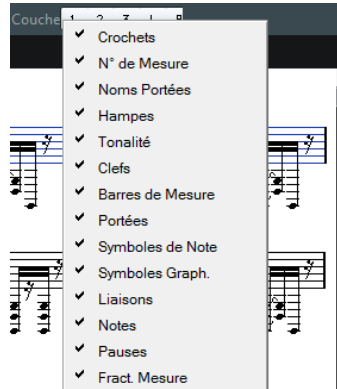 Couche 1 2 3 L P
Crochets
N° de Mesure
Noms Portées
Hampes
Tonalité
Clefs
Barres de Mesure
Portées
Symboles de Note
Symboles Graph.
Liaisons
Notes
Pauses
Fract. Mesure